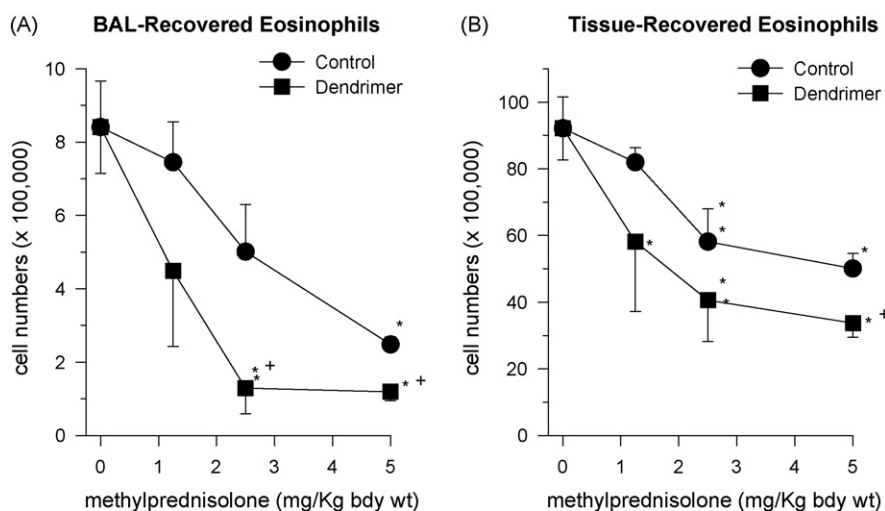 (A) BAL-Recovered Eosinophils
Control
Dendrimer
10
8
6
4
2
0
cell numbers (x 100,000)
*
* +
*
* +
0 1 2 3 4 5
methylprednisolone (mg/Kg bdy wt)
(B) Tissue-Recovered Eosinophils
Control
Dendrimer
100
80
60
40
20
0
cell numbers (x 100,000)
*
*
*
*
*
*
* +
0 1 2 3 4 5
methylprednisolone (mg/Kg bdy wt)